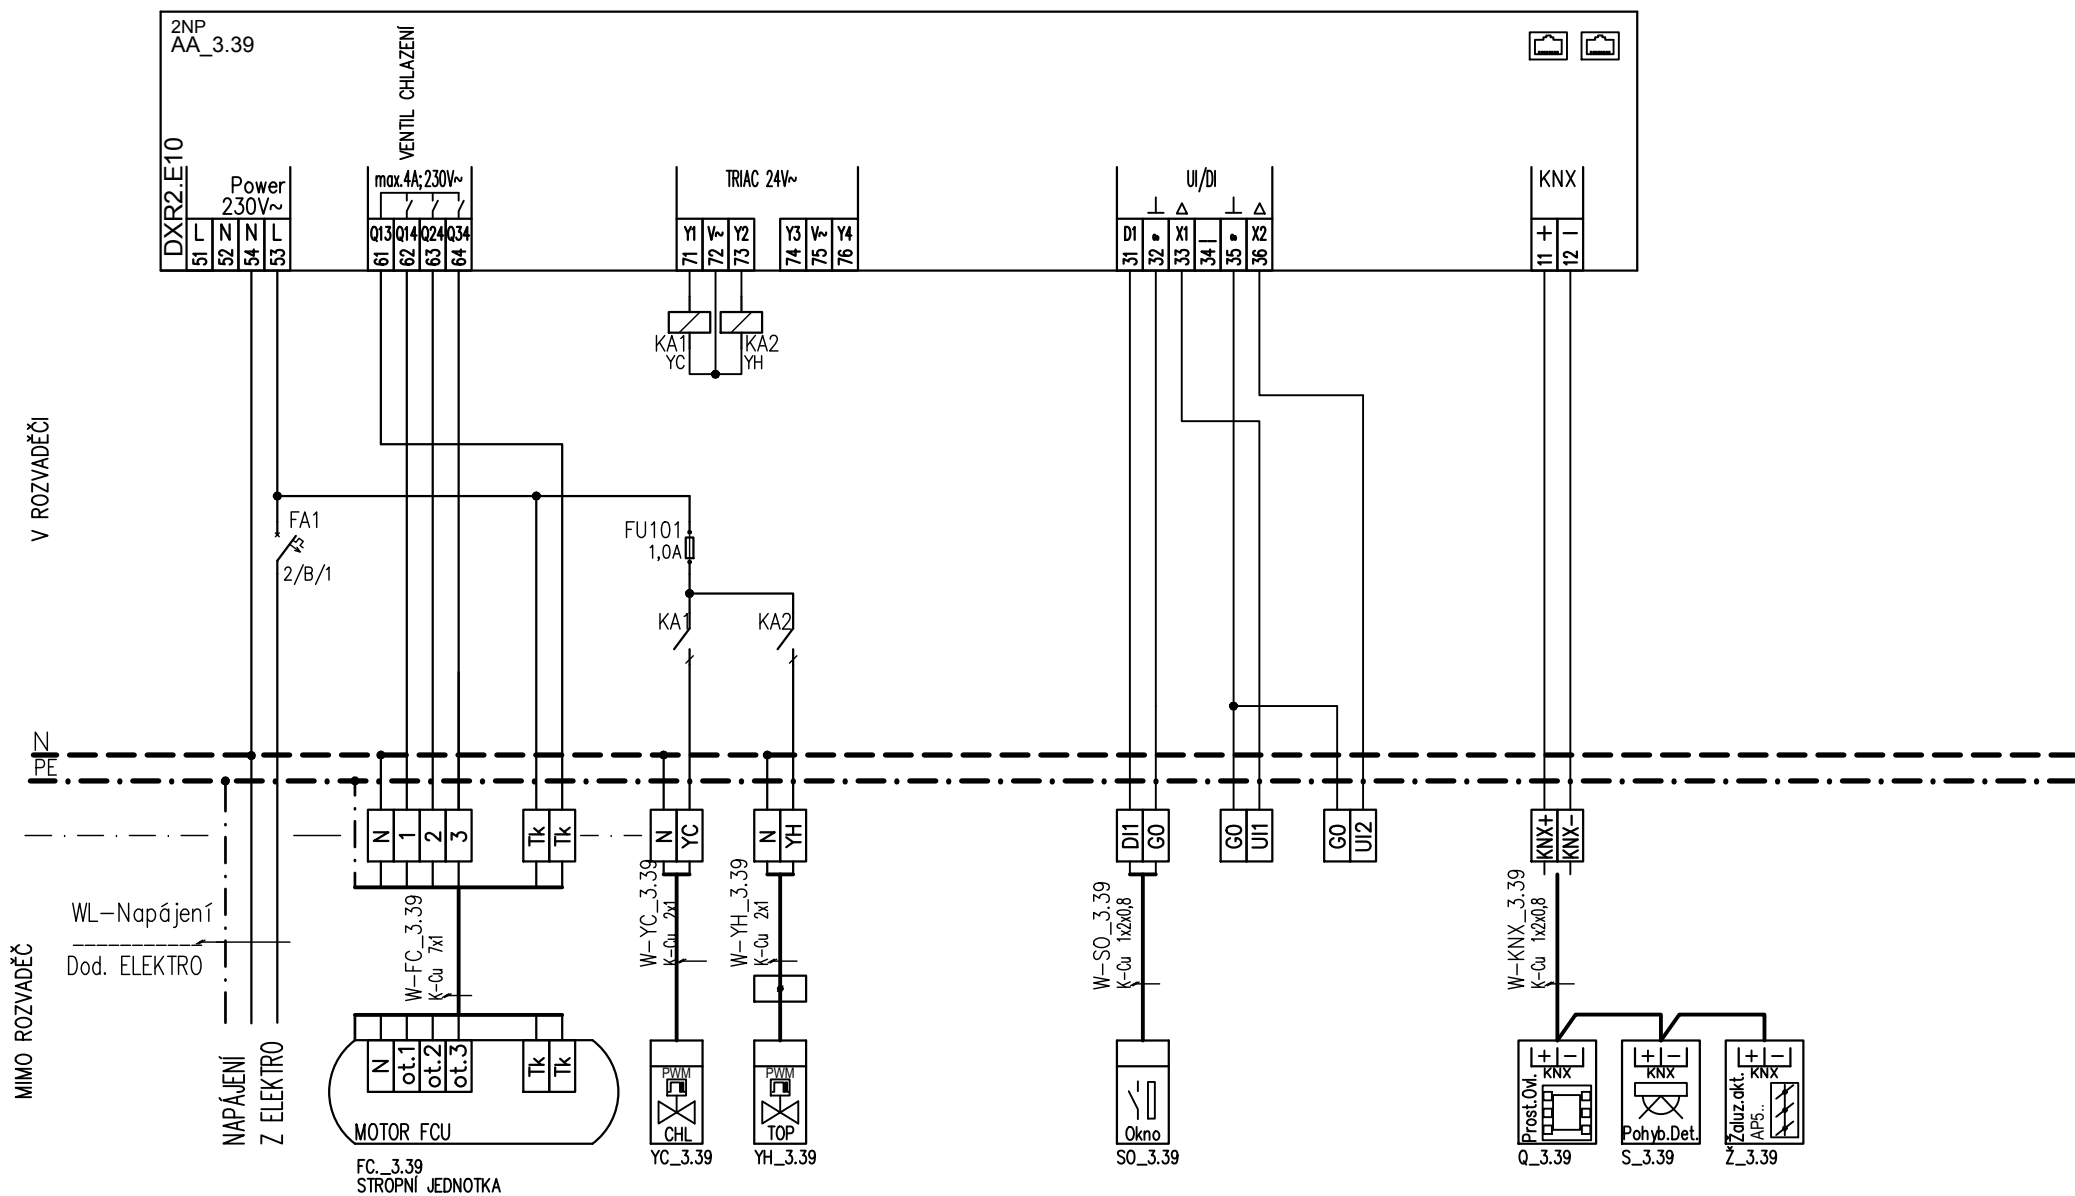 2NP
AA_3.39
DXR2.E10
VENTIL CHLAZENÍ
Power
230V~
max.4A;230V~
TRIAC 24V~
UI/DI
KNX
L N N L
51 52 54 53
Q13 Q14 Q24 Q34
61 62 63 64
Y1 V~ Y2
71 72 73
Y3 V~ Y4
74 75 76
D1 X1 X2
31 32 33 34 35 36
+ −
11 12
KA1
YC
KA2
YH
V ROZVADĚČI
FA1
2/B/1
FU101
1,0A
KA1
KA2
N
PE
N 1 2 3
Tk Tk
N YC
N YH
DI1 GO
GO UI1
GO UI2
KNX+ KNX-
MIMO ROZVADĚČ
WL-Napájení
Dod. ELEKTRO
NAPÁJENÍ
Z ELEKTRO
W-FC_3.39
K-Cu 7x1
W-YC_3.39
K-Cu 2x1
W-YH_3.39
K-Cu 2x1
W-SO_3.39
K-Cu 1x2x0,8
W-KNX_3.39
K-Cu 1x2x0,8
N ot.1 ot.2 ot.3
Tk Tk
MOTOR FCU
FC._3.39
STROPNÍ JEDNOTKA
PWM
CHL
YC_3.39
PWM
TOP
YH_3.39
Okno
SO_3.39
+ −
KNX
Prost.Ovl.
Q_3.39
+ −
KNX
Pohyb.Det.
S_3.39
+ −
KNX
Žaluz.akt.
AP5..
Ž_3.39